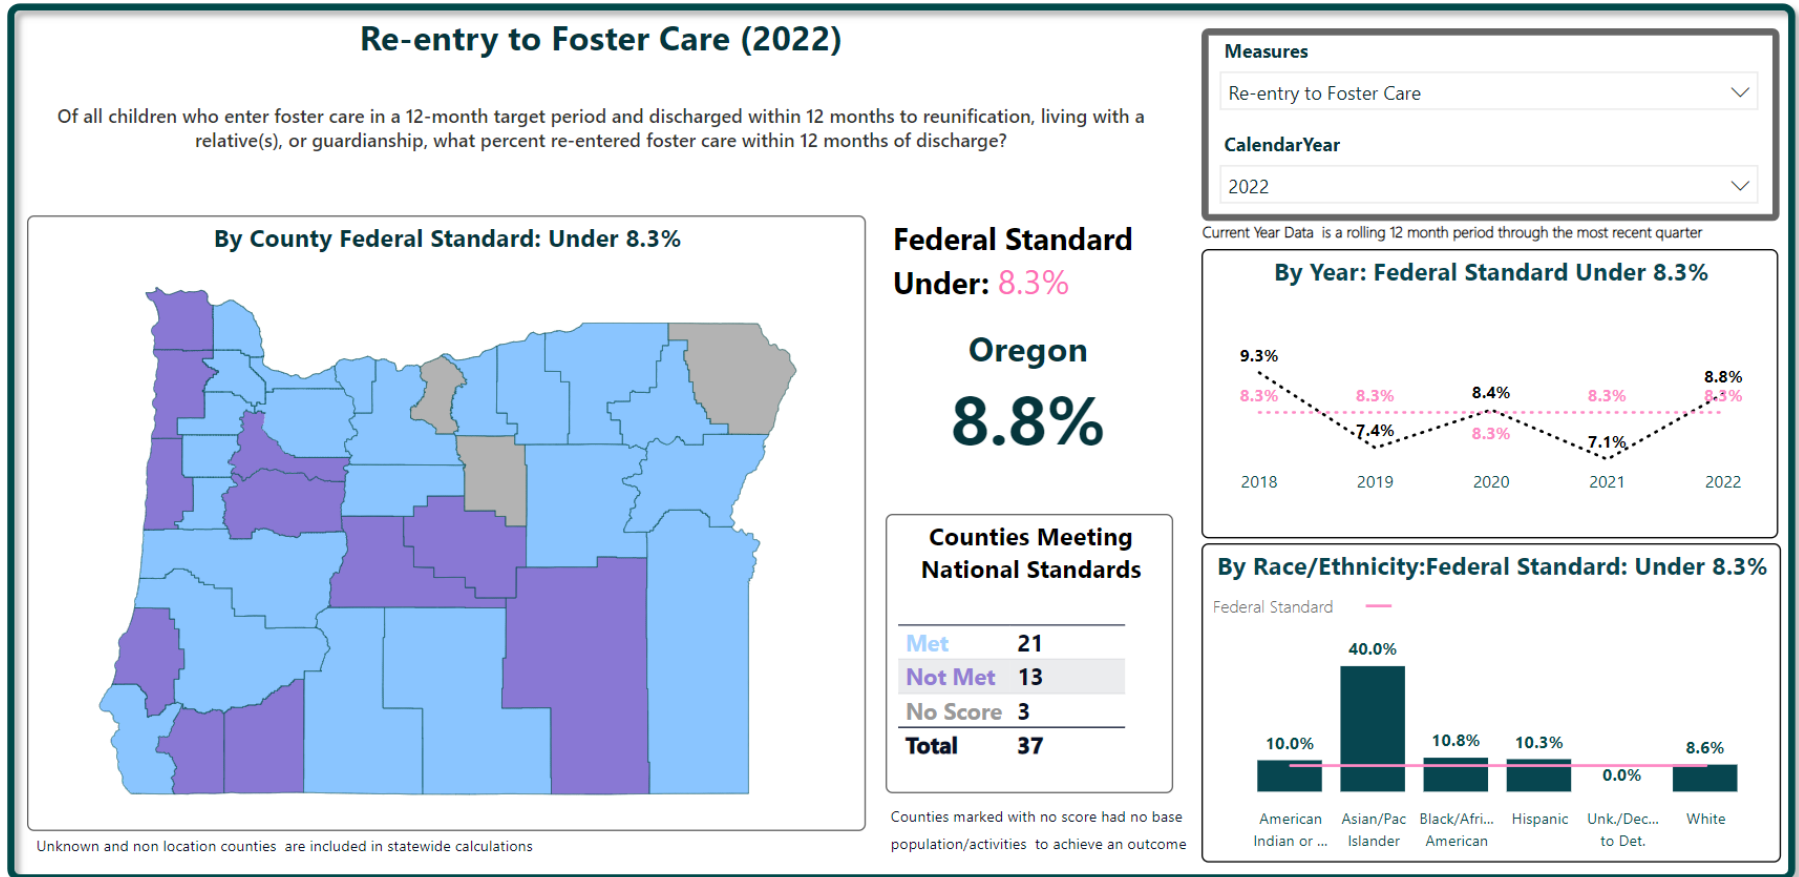 Re-entry to Foster Care (2022)
Of all children who enter foster care in a 12-month target period and discharged within 12 months to reunification, living with a
relative(s), or guardianship, what percent re-entered foster care within 12 months of discharge?
Measures
Re-entry to Foster Care
CalendarYear
2022
Current Year Data is a rolling 12 month period through the most recent quarter
By County Federal Standard: Under 8.3%
Unknown and non location counties are included in statewide calculations
Federal Standard
Under: 8.3%
Oregon
8.8%
Counties Meeting
National Standards
Met 21
Not Met 13
No Score 3
Total 37
Counties marked with no score had no base
population/activities to achieve an outcome
By Year: Federal Standard Under 8.3%
9.3%
8.3%
7.4%
8.3%
8.4%
8.3%
7.1%
8.3%
8.8%
8.3%
2018 2019 2020 2021 2022
By Race/Ethnicity:Federal Standard: Under 8.3%
Federal Standard
10.0% 40.0% 10.8% 10.3% 0.0% 8.6%
American Asian/Pac Black/Afri... Hispanic Unk./Dec... White
Indian or ... Islander American to Det.